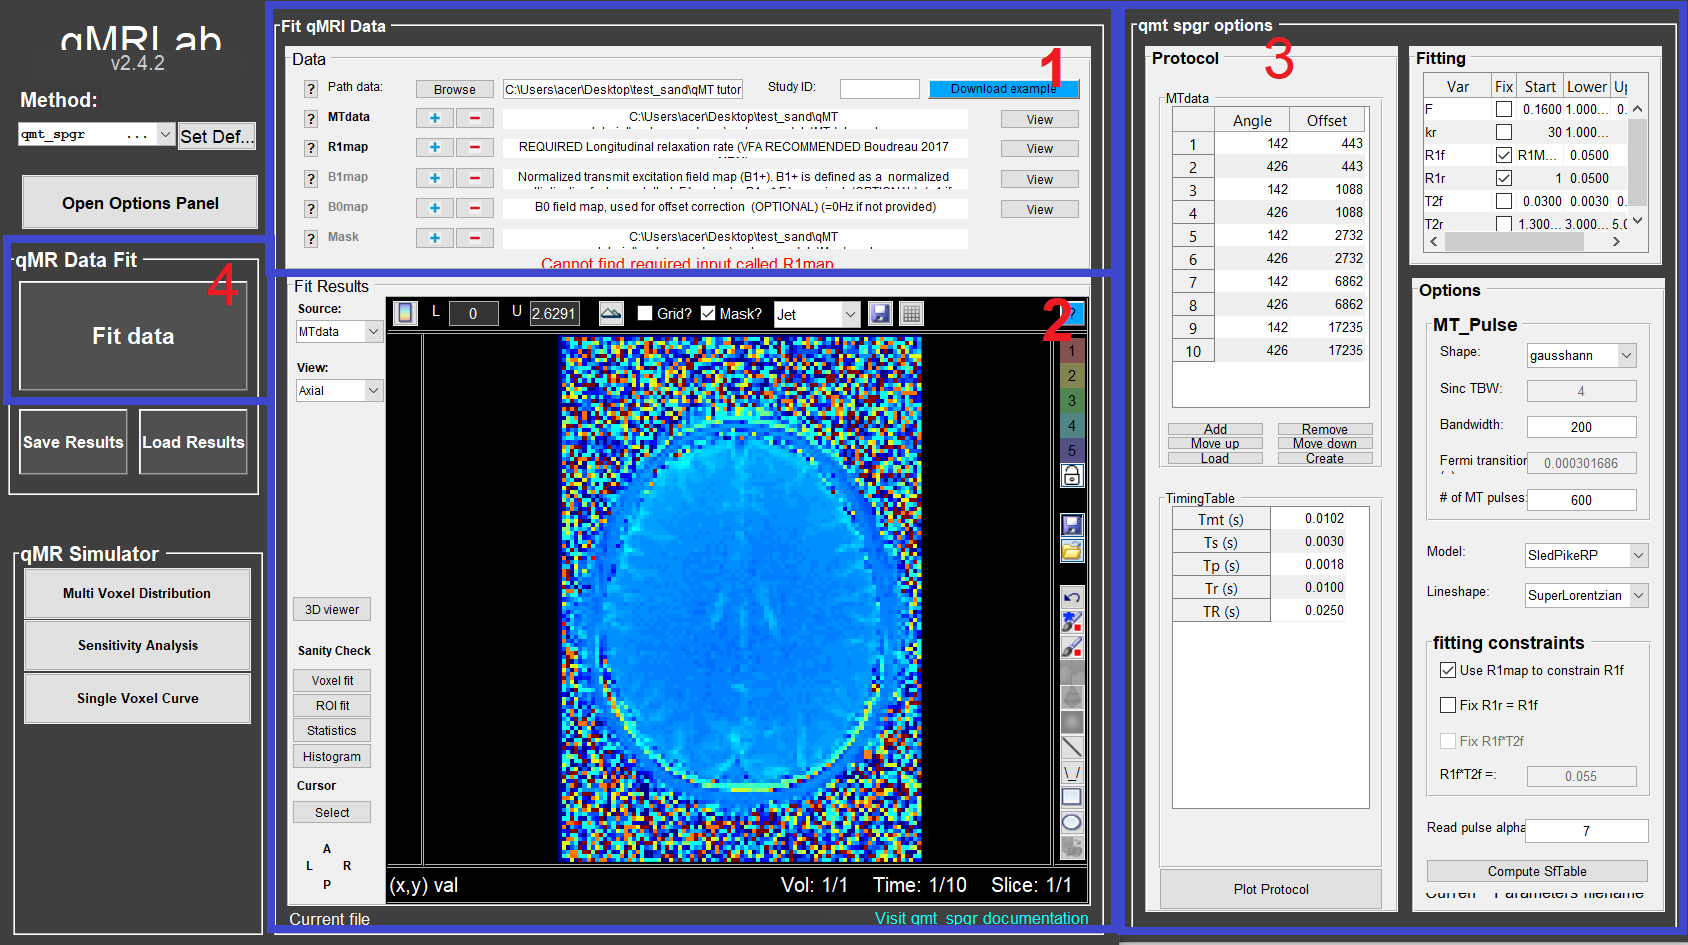 qMRLab
v2.4.2
Method:
qmt_spgr ...
Set Def...
Open Options Panel
qMR Data Fit
4
Fit data
Save Results
Load Results
qMR Simulator
Multi Voxel Distribution
Sensitivity Analysis
Single Voxel Curve
Fit qMRI Data
Data
1
? Path data: Browse C:\Users\acer\Desktop\test_sand\qMT tutor Study ID: Download example
? MTdata + − C:\Users\acer\Desktop\test_sand\qMT View
? R1map + − REQUIRED Longitudinal relaxation rate (VFA RECOMMENDED Boudreau 2017 View
? B1map + − Normalized transmit excitation field map (B1+). B1+ is defined as a normalized View
? B0map + − B0 field map, used for offset correction (OPTIONAL) (=0Hz if not provided) View
? Mask + − C:\Users\acer\Desktop\test_sand\qMT
Cannot find required input called R1map
Fit Results
2
Source:
MTdata
View:
Axial
L 0 U 2.6291 Grid? Mask? Jet ?
1
2
3
4
5
3D viewer
Sanity Check
Voxel fit
ROI fit
Statistics
Histogram
Cursor
Select
A
L R
P
(x,y) val Vol: 1/1 Time: 1/10 Slice: 1/1
Current file
Visit qmt_spgr documentation
qmt spgr options
3
Protocol
MTdata
Angle Offset
1 142 443
2 426 443
3 142 1088
4 426 1088
5 142 2732
6 426 2732
7 142 6862
8 426 6862
9 142 17235
10 426 17235
Add Remove
Move up Move down
Load Create
TimingTable
Tmt (s) 0.0102
Ts (s) 0.0030
Tp (s) 0.0018
Tr (s) 0.0100
TR (s) 0.0250
Plot Protocol
Fitting
Var Fix Start Lower Up
F 0.1600 1.000... 0.
kr 30 1.000...
R1f R1M... 0.0500
R1r 1 0.0500
T2f 0.0300 0.0030 0.
T2r 1.300... 3.000... 5.0
Options
MT_Pulse
Shape: gausshann
Sinc TBW: 4
Bandwidth: 200
Fermi transition 0.000301686
# of MT pulses: 600
Model: SledPikeRP
Lineshape: SuperLorentzian
fitting constraints
Use R1map to constrain R1f
Fix R1r = R1f
Fix R1f*T2f
R1f*T2f =: 0.055
Read pulse alpha 7
Compute SfTable
Parameters filename